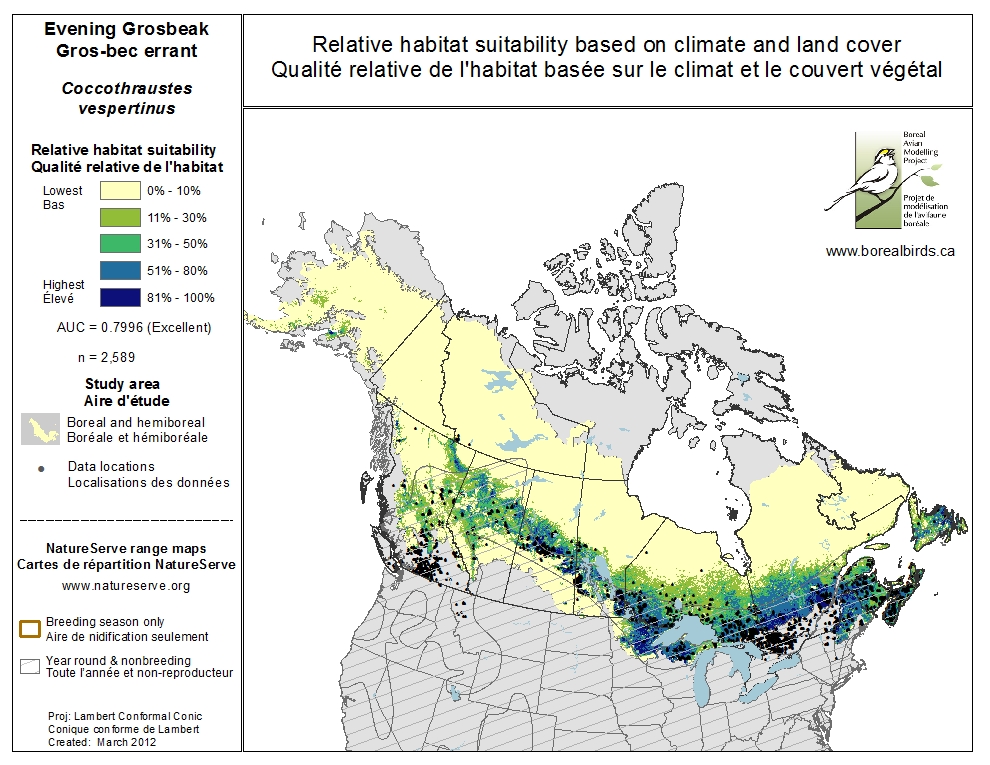 Evening Grosbeak
Gros-bec errant
Coccothraustes
vespertinus
Relative habitat suitability
Qualité relative de l'habitat
Lowest
Bas
0% - 10%
11% - 30%
31% - 50%
51% - 80%
Highest
Élevé
81% - 100%
AUC = 0.7996 (Excellent)
n = 2,589
Study area
Aire d'étude
Boreal and hemiboreal
Boréale et hémiboréale
Data locations
Localisations des données
NatureServe range maps
Cartes de répartition NatureServe
www.natureserve.org
Breeding season only
Aire de nidification seulement
Year round & nonbreeding
Toute l'année et non-reproducteur
Proj: Lambert Conformal Conic
Conique conforme de Lambert
Created: March 2012
Relative habitat suitability based on climate and land cover
Qualité relative de l'habitat basée sur le climat et le couvert végétal
Boreal
Avian
Modelling
Project
Projet de
modélisation
de l'avifaune
boréale
www.borealbirds.ca